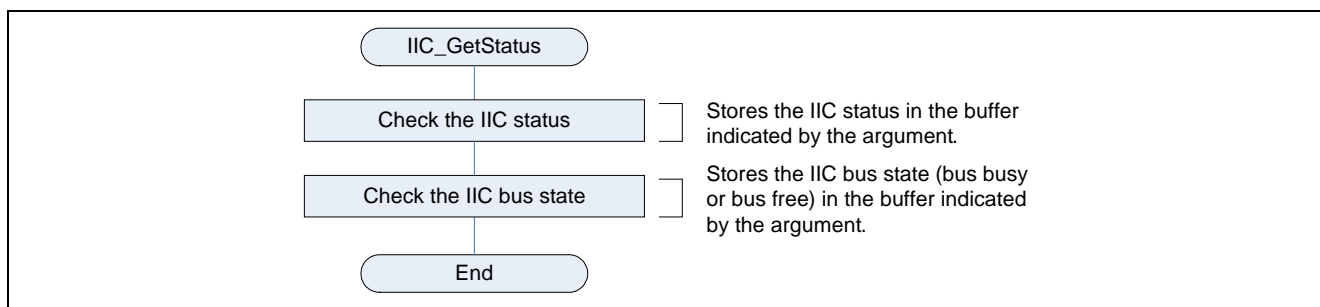 IIC_GetStatus
Check the IIC status
Stores the IIC status in the buffer
indicated by the argument.
Check the IIC bus state
Stores the IIC bus state (bus busy
or bus free) in the buffer indicated
by the argument.
End